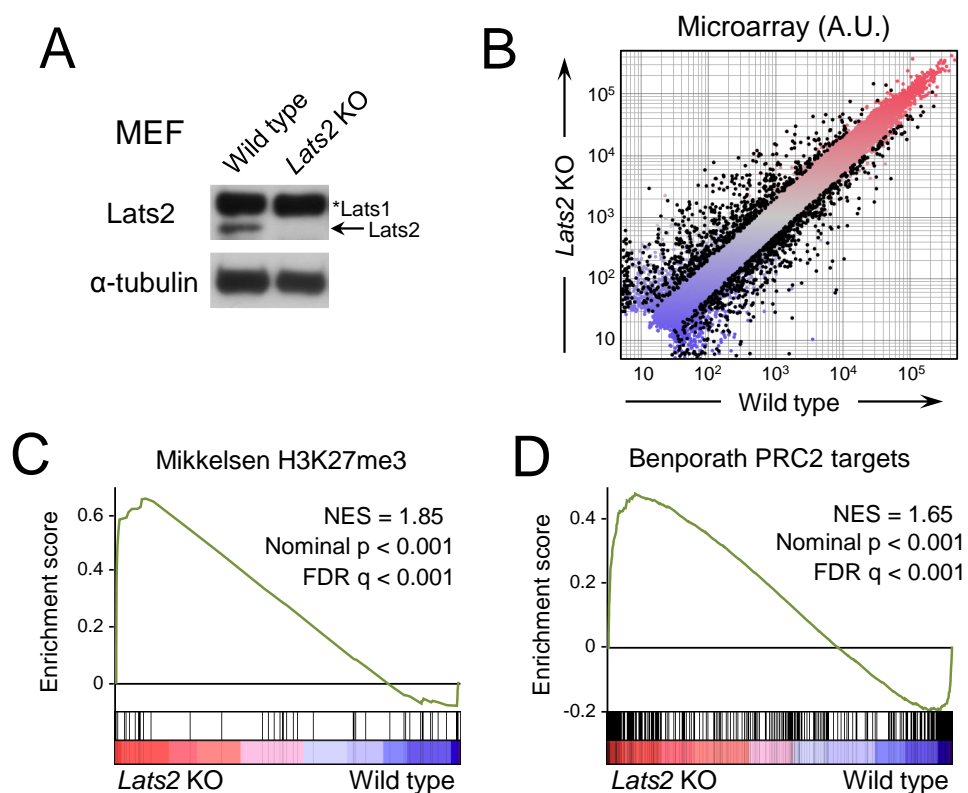 A
MEF
Wild type
Lats2 KO
Lats2
*Lats1
Lats2
α-tubulin
B
Microarray (A.U.)
Lats2 KO
10⁵
10⁴
10³
10²
10
10 10² 10³ 10⁴ 10⁵
Wild type
C
Mikkelsen H3K27me3
Enrichment score
0.6
0.4
0.2
0
NES = 1.85
Nominal p < 0.001
FDR q < 0.001
Lats2 KO Wild type
D
Benporath PRC2 targets
Enrichment score
0.4
0.2
0
-0.2
NES = 1.65
Nominal p < 0.001
FDR q < 0.001
Lats2 KO Wild type